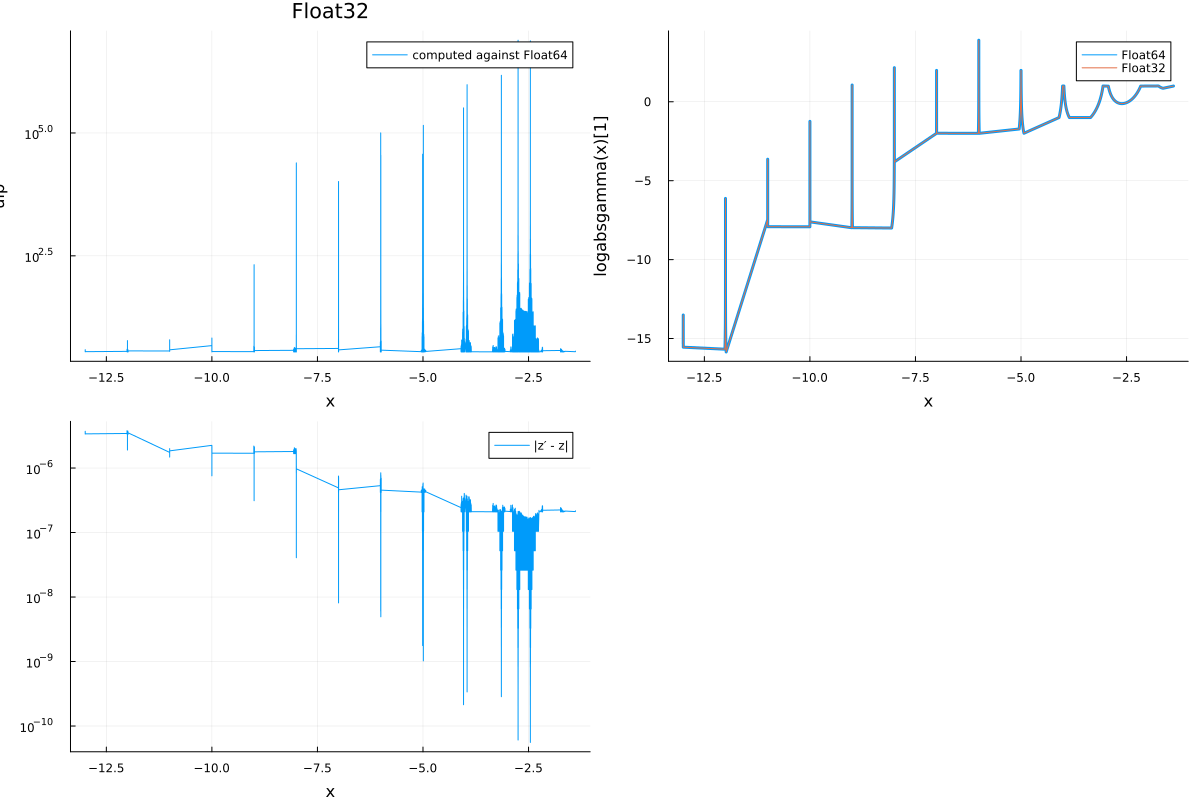 Float32
computed against Float64
10^5.0
10^2.5
−12.5 −10.0 −7.5 −5.0 −2.5
x
Float64
Float32
logabsgamma(x)[1]
0
−5
−10
−15
−12.5 −10.0 −7.5 −5.0 −2.5
x
|z′ - z|
10^−6
10^−7
10^−8
10^−9
10^−10
−12.5 −10.0 −7.5 −5.0 −2.5
x